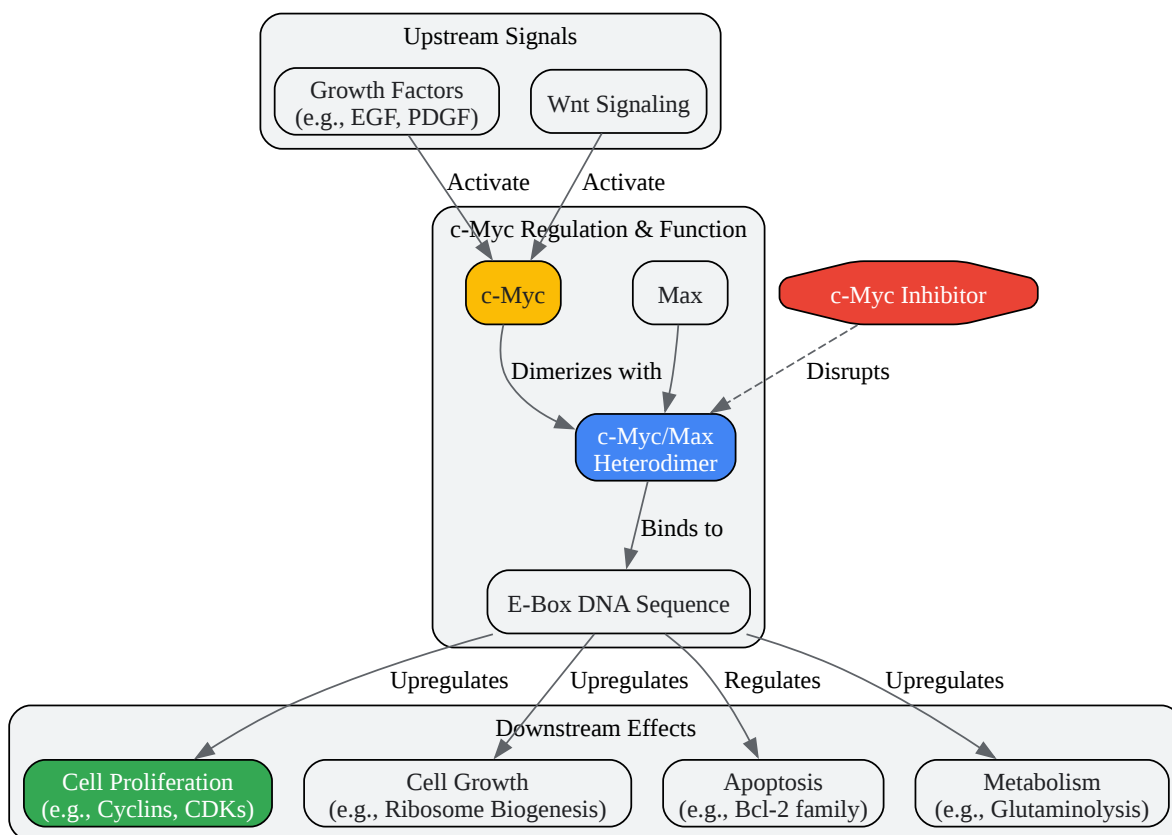 Upstream Signals
Growth Factors
(e.g., EGF, PDGF)
Wnt Signaling
Activate
Activate
c-Myc Regulation & Function
c-Myc
Max
c-Myc Inhibitor
Dimerizes with
Disrupts
c-Myc/Max
Heterodimer
Binds to
E-Box DNA Sequence
Upregulates
Upregulates
Regulates
Upregulates
Downstream Effects
Cell Proliferation
(e.g., Cyclins, CDKs)
Cell Growth
(e.g., Ribosome Biogenesis)
Apoptosis
(e.g., Bcl-2 family)
Metabolism
(e.g., Glutaminolysis)